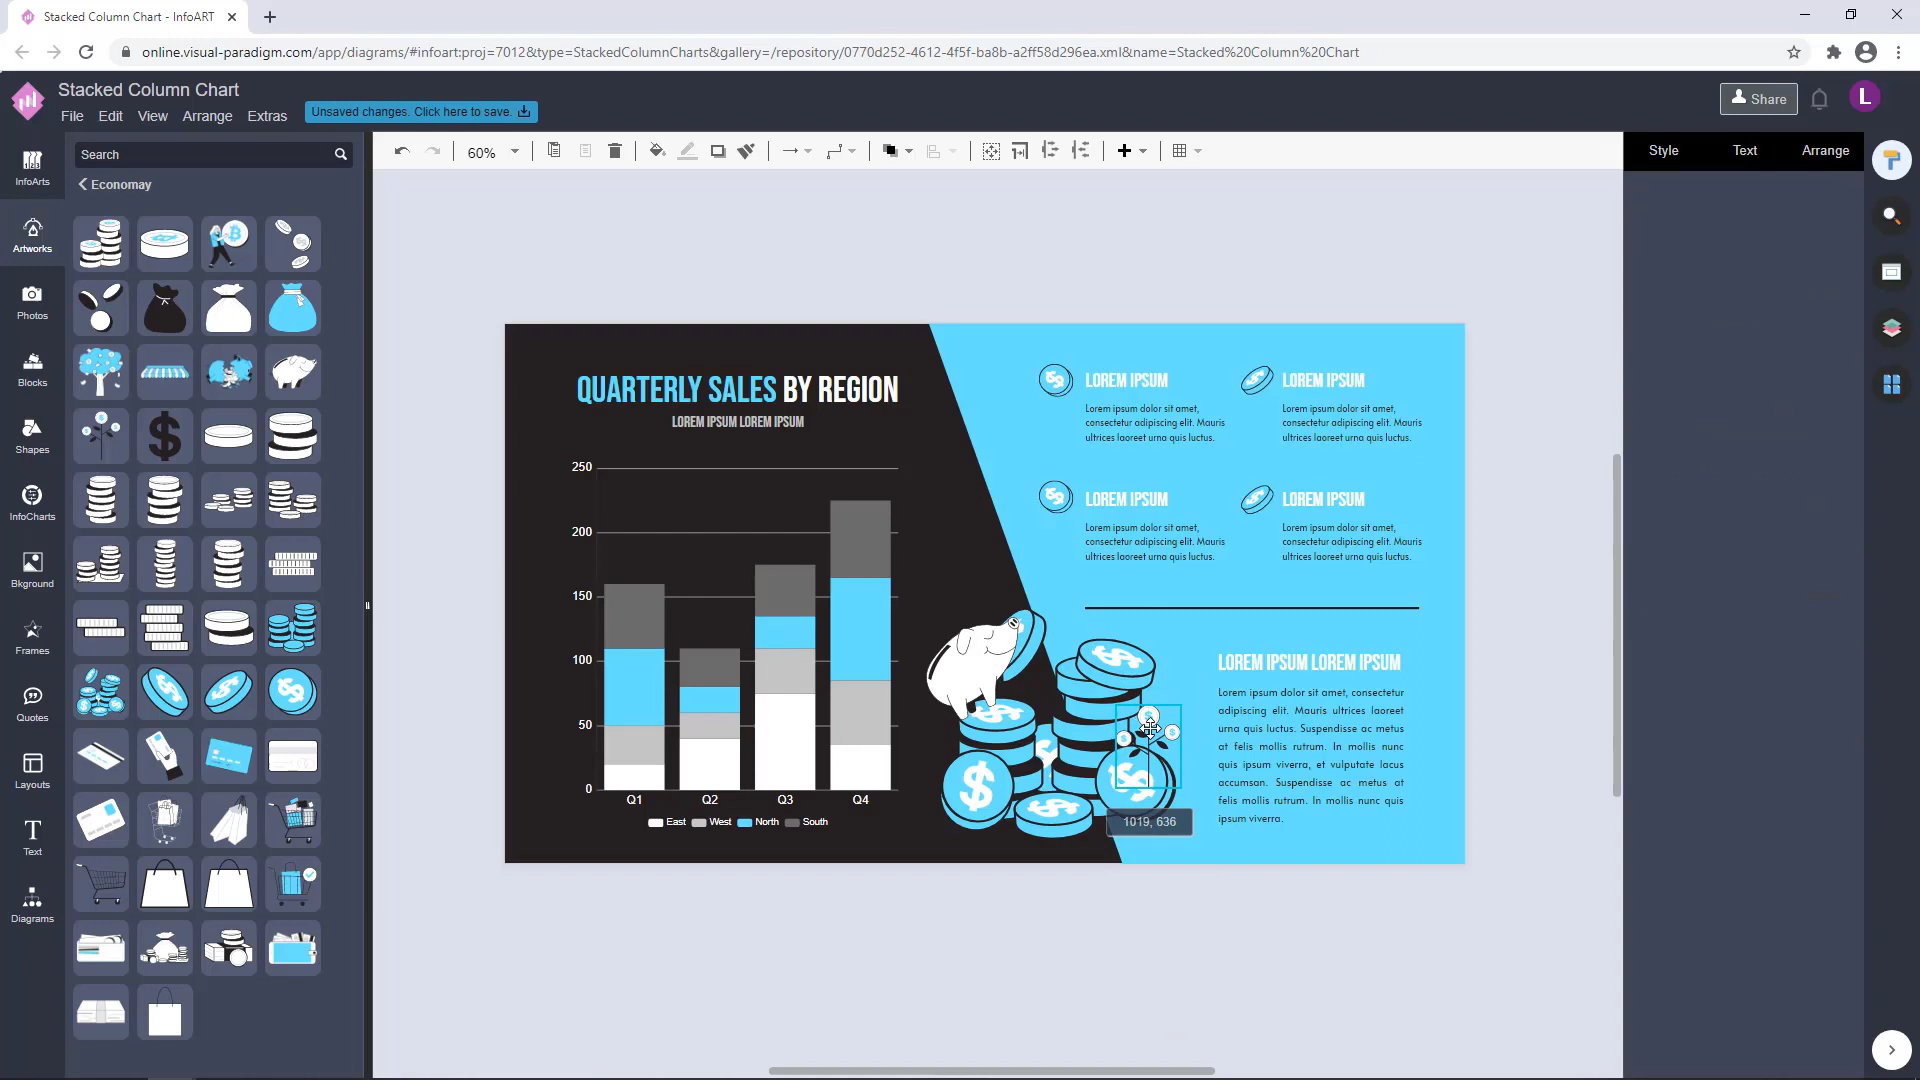 Stacked Column Chart - InfoART
online.visual-paradigm.com/app/diagrams/#infoart:proj=7012&type=StackedColumnCharts&gallery=/repository/0770d252-4612-4f5f-ba8b-a2ff58d296ea.xml&name=Stacked%20Column%20Chart
Stacked Column Chart
File Edit View Arrange Extras
Unsaved changes. Click here to save.
Share
L
Search
Economay
InfoArts
Artworks
Photos
Blocks
Shapes
InfoCharts
Bkground
Frames
Quotes
Layouts
Text
Diagrams
60%
Style Text Arrange
QUARTERLY SALES BY REGION
LOREM IPSUM LOREM IPSUM
250
200
150
100
50
0
Q1 Q2 Q3 Q4
East West North South
LOREM IPSUM
Lorem ipsum dolor sit amet,
consectetur adipiscing elit. Mauris
ultrices laoreet urna quis luctus.
LOREM IPSUM
Lorem ipsum dolor sit amet,
consectetur adipiscing elit. Mauris
ultrices laoreet urna quis luctus.
LOREM IPSUM
Lorem ipsum dolor sit amet,
consectetur adipiscing elit. Mauris
ultrices laoreet urna quis luctus.
LOREM IPSUM
Lorem ipsum dolor sit amet,
consectetur adipiscing elit. Mauris
ultrices laoreet urna quis luctus.
LOREM IPSUM LOREM IPSUM
Lorem ipsum dolor sit amet, consectetur
adipiscing elit. Mauris ultrices laoreet
urna quis luctus. Suspendisse ac metus
at felis mollis rutrum. In mollis nunc
quis ipsum viverra, et vulputate lacus
accumsan. Suspendisse ac metus at
felis mollis rutrum. In mollis nunc quis
ipsum viverra.
1019, 636